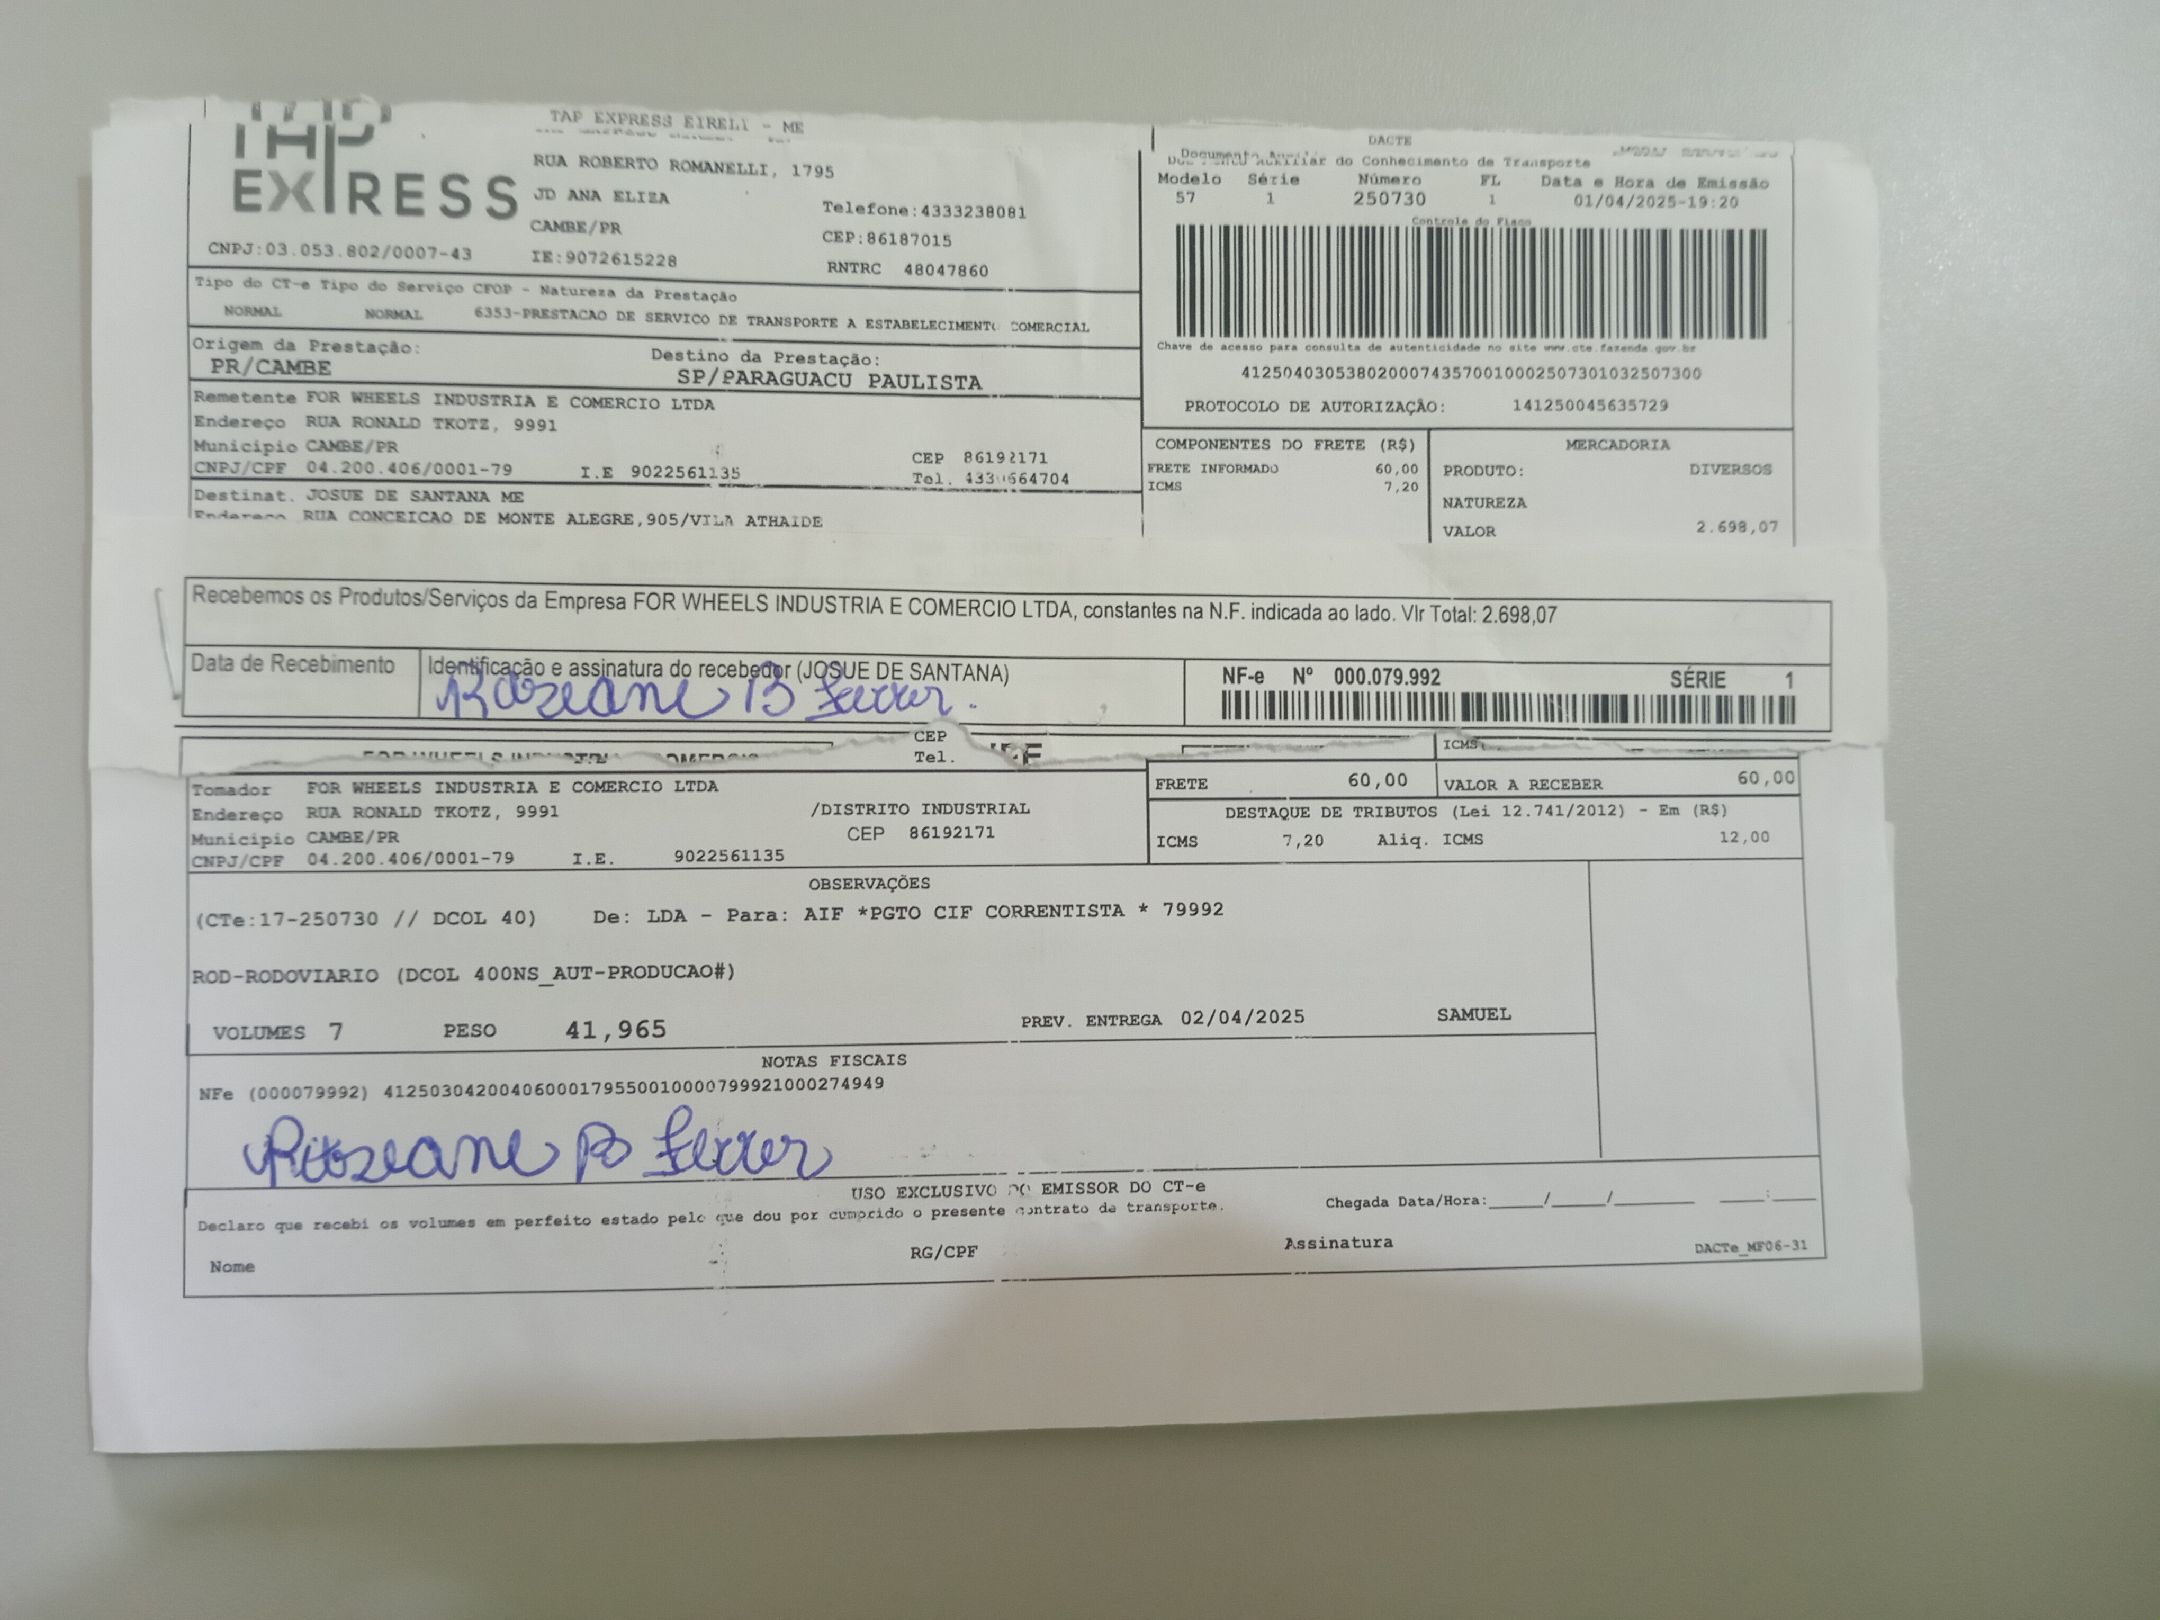 TAP EXPRESS EIRELI - ME
TAP
EXPRESS
RUA ROBERTO ROMANELLI, 1795
JD ANA ELIZA
CAMBE/PR
Telefone:4333238081
CEP:86187015
CNPJ:03.053.802/0007-43
IE:9072615228
RNTRC 48047860
DACTE
Documento Auxiliar do Conhecimento de Transporte
Modelo Série Número FL Data e Hora de Emissão
57 1 250730 1 01/04/2025-19:20
Controle do Fisco
Chave de acesso para consulta de autenticidade no site www.cte.fazenda.gov.br
41250403053802000743570010002507301032507300
PROTOCOLO DE AUTORIZAÇÃO: 141250045635729
Tipo do CT-e Tipo do Serviço CFOP - Natureza da Prestação
NORMAL NORMAL 6353-PRESTACAO DE SERVICO DE TRANSPORTE A ESTABELECIMENTO COMERCIAL
Origem da Prestação: Destino da Prestação:
PR/CAMBE SP/PARAGUACU PAULISTA
Remetente FOR WHEELS INDUSTRIA E COMERCIO LTDA
Endereço RUA RONALD TKOTZ, 9991
Municipio CAMBE/PR CEP 86192171
CNPJ/CPF 04.200.406/0001-79 I.E 9022561135 Tel.
Destinat. JOSUE DE SANTANA ME
Endereço RUA CONCEICAO DE MONTE ALEGRE,905/VILA ATHAIDE
COMPONENTES DO FRETE (R$)
FRETE INFORMADO 60,00
ICMS 7,20
MERCADORIA
PRODUTO: DIVERSOS
NATUREZA
VALOR 2.698,07
Recebemos os Produtos/Serviços da Empresa FOR WHEELS INDUSTRIA E COMERCIO LTDA, constantes na N.F. indicada ao lado. Vlr Total: 2.698,07
Data de Recebimento
Identificação e assinatura do recebedor (JOSUE DE SANTANA)
NF-e Nº 000.079.992 SÉRIE 1
CEP
Tel.
ICMS
Tomador FOR WHEELS INDUSTRIA E COMERCIO LTDA
Endereço RUA RONALD TKOTZ, 9991 /DISTRITO INDUSTRIAL
Municipio CAMBE/PR CEP 86192171
CNPJ/CPF 04.200.406/0001-79 I.E. 9022561135
FRETE 60,00 VALOR A RECEBER 60,00
DESTAQUE DE TRIBUTOS (Lei 12.741/2012) - Em (R$)
ICMS 7,20 Aliq. ICMS 12,00
OBSERVAÇÕES
(CTe:17-250730 // DCOL 40) De: LDA - Para: AIF *PGTO CIF CORRENTISTA * 79992
ROD-RODOVIARIO (DCOL 400NS_AUT-PRODUCAO#)
VOLUMES 7 PESO 41,965 PREV. ENTREGA 02/04/2025 SAMUEL
NOTAS FISCAIS
NFe (000079992) 41250304200406000179550010000799921000274949
USO EXCLUSIVO DO EMISSOR DO CT-e
Declaro que recebi os volumes em perfeito estado pelo que dou por cumprido o presente contrato de transporte.
Chegada Data/Hora:_____/_____/_______ ____:____
Nome RG/CPF Assinatura
DACTe_MF06-31